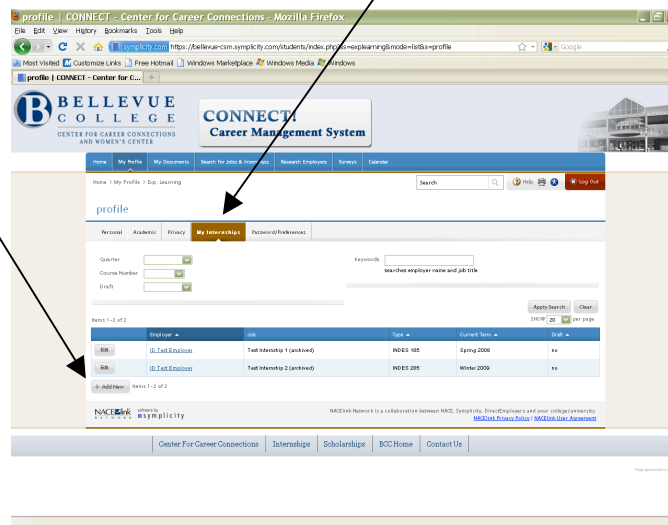 profile | CONNECT - Center for Career Connections - Mozilla Firefox
File Edit View History Bookmarks Tools Help
symplicity.com https://bellevue-csm.symplicity.com/students/index.php?ss=explearning&mode=list&s=profile
Google
Most Visited Customize Links Free Hotmail Windows Marketplace Windows Media Windows
profile | CONNECT - Center for C...
BELLEVUE
COLLEGE
CENTER FOR CAREER CONNECTIONS
AND WOMEN'S CENTER
CONNECT!
Career Management System
Home My Profile My Documents Search For Jobs & Internships Research Employers Surveys Calendar
Home > My Profile > Exp. Learning
Search
Help
Log Out
profile
Personal Academic Privacy My Internships Password/Preferences
Quarter
Keywords
searches employer name and job title
Course Number
Draft
Apply Search Clear
Items 1-2 of 2
SHOW 20 per page
Employer Job Type Current Term Draft
Edit ID Test Employer Test Internship 1 (archived) INDES 195 Spring 2008 no
Edit ID Test Employer Test Internship 2 (archived) INDES 285 Winter 2009 no
+ Add New Items 1-2 of 2
NACElink
NETWORK
software by
symplicity
NACElink Network is a collaboration between NACE, Symplicity, DirectEmployers and your college/university.
NACElink Privacy Policy | NACElink User Agreement
Center For Career Connections Internships Scholarships BCC Home Contact Us